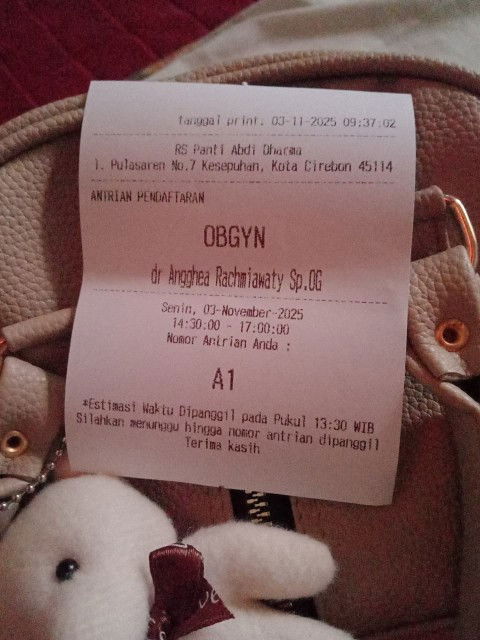 tanggal print: 03-11-2025 09:37:02
RS Panti Abdi Dharma
l. Pulasaren No.7 Kesepuhan, Kota Cirebon 45114
ANTRIAN PENDAFTARAN
OBGYN
dr Angghea Rachmiawaty Sp.OG
Senin, 03-November-2025
14:30:00 - 17:00:00
Nomor Antrian Anda :
A1
*Estimasi Waktu Dipanggil pada Pukul 13:30 WIB
Silahkan menunggu hingga nomor antrian dipanggil
Terima kasih